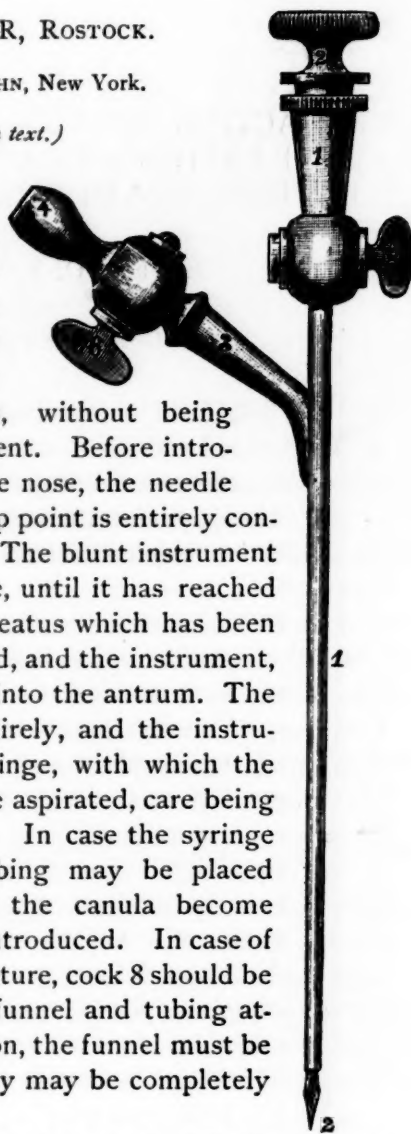 R, ROSTOCK.
HN, New York.
text.)
2
1
4
3
, without being
ent. Before intro-
e nose, the needle
p point is entirely con-
The blunt instrument
, until it has reached
eatus which has been
d, and the instrument,
1
nto the antrum. The
irely, and the instru-
inge, with which the
e aspirated, care being
In case the syringe
bing may be placed
the canula become
ntroduced. In case of
ture, cock 8 should be
funnel and tubing at-
on, the funnel must be
y may be completely
2